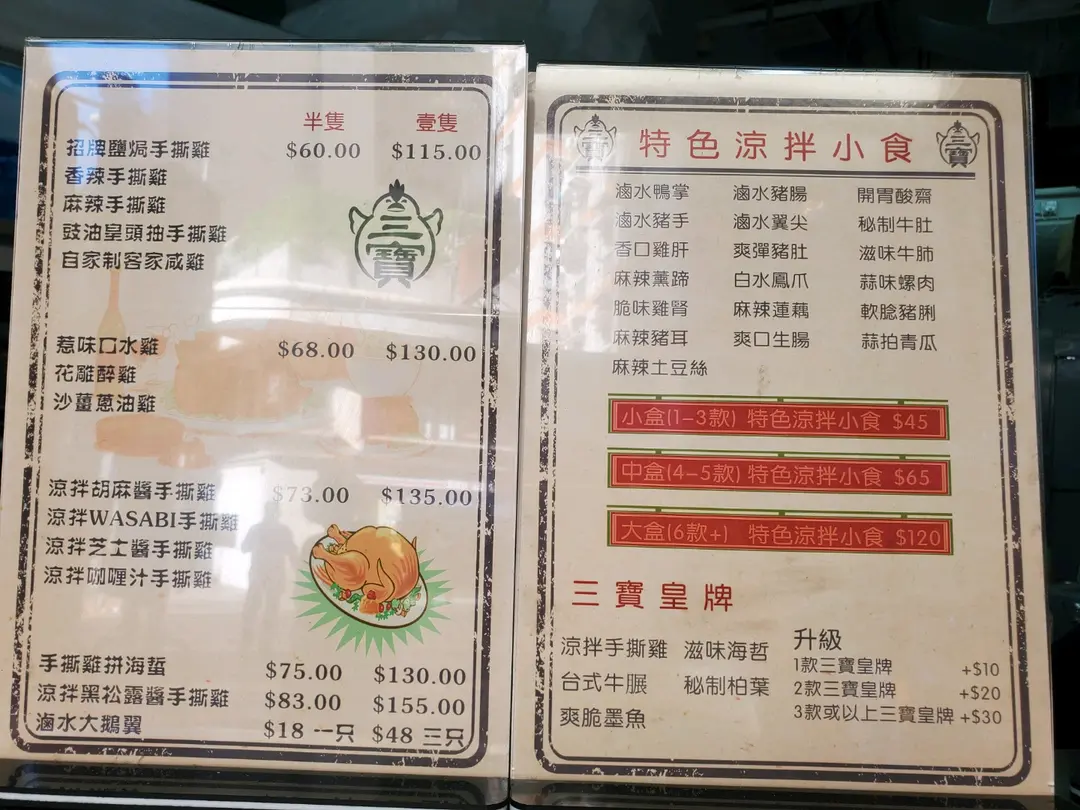 半隻 壹隻
招牌鹽焗手撕雞 $60.00 $115.00
香辣手撕雞
麻辣手撕雞
豉油皇頭抽手撕雞
自家制客家咸雞
三寶
惹味口水雞 $68.00 $130.00
花雕醉雞
沙薑蔥油雞
涼拌胡麻醬手撕雞 $73.00 $135.00
涼拌WASABI手撕雞
涼拌芝士醬手撕雞
涼拌咖喱汁手撕雞
手撕雞拼海蜇 $75.00 $130.00
涼拌黑松露醬手撕雞 $83.00 $155.00
滷水大鵝翼 $18 一只 $48 三只
三寶 特色涼拌小食 三寶
滷水鴨掌 滷水豬腸 開胃酸齋
滷水豬手 滷水翼尖 秘制牛肚
香口雞肝 爽彈豬肚 滋味牛肺
麻辣薰蹄 白水鳳爪 蒜味螺肉
脆味雞腎 麻辣蓮藕 軟腍豬脷
麻辣豬耳 爽口生腸 蒜拍青瓜
麻辣土豆絲
小盒(1-3款) 特色涼拌小食 $45
中盒(4-5款) 特色涼拌小食 $65
大盒(6款+) 特色涼拌小食 $120
三寶皇牌
涼拌手撕雞 滋味海哲
台式牛腒 秘制柏葉
爽脆墨魚
升級
1款三寶皇牌 +$10
2款三寶皇牌 +$20
3款或以上三寶皇牌 +$30